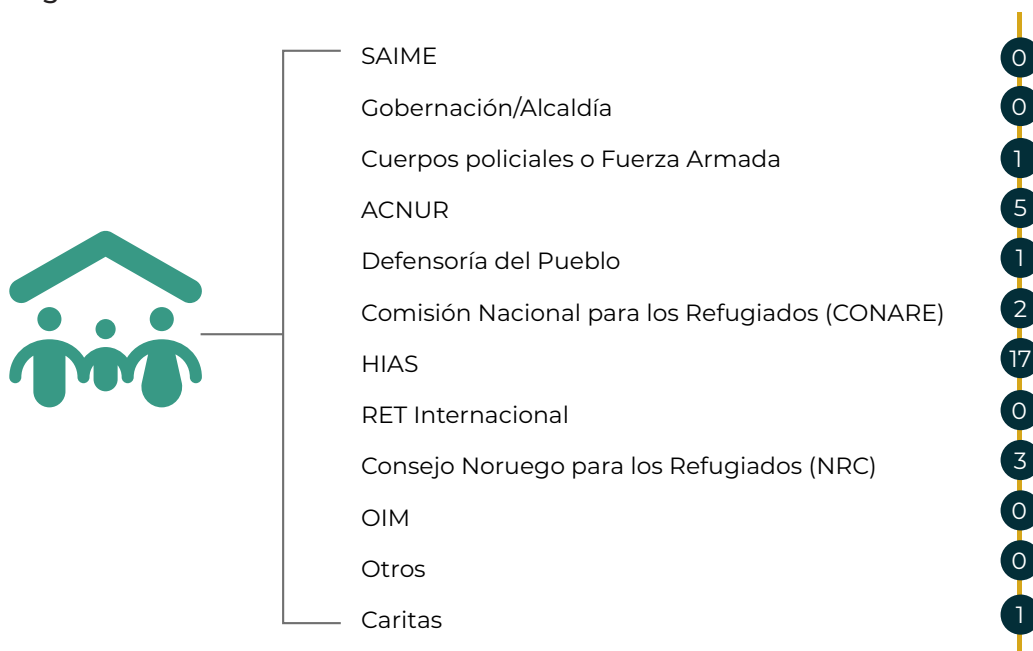 SAIME 0
Gobernación/Alcaldía 0
Cuerpos policiales o Fuerza Armada 1
ACNUR 5
Defensoría del Pueblo 1
Comisión Nacional para los Refugiados (CONARE) 2
HIAS 17
RET Internacional 0
Consejo Noruego para los Refugiados (NRC) 3
OIM 0
Otros 0
Caritas 1